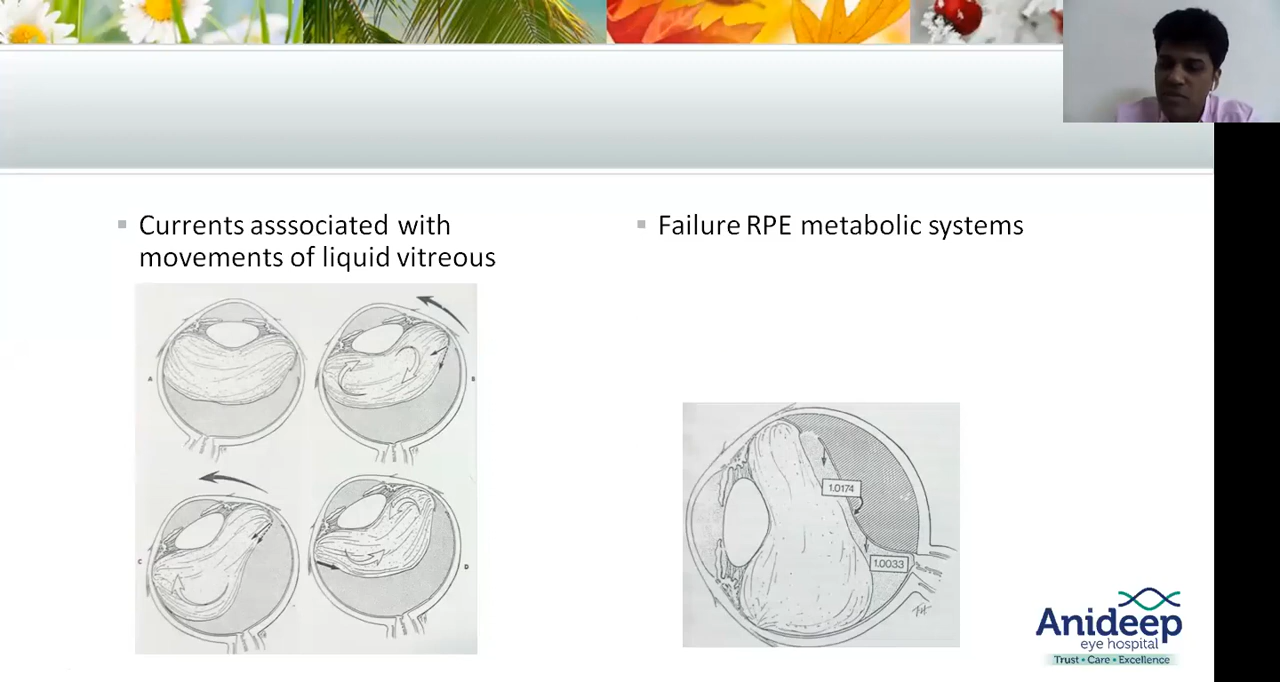 Currents asssociated with
movements of liquid vitreous
Failure RPE metabolic systems
A
B
C
D
1.0174
1.0033
Anideep
eye hospital
Trust • Care • Excellence